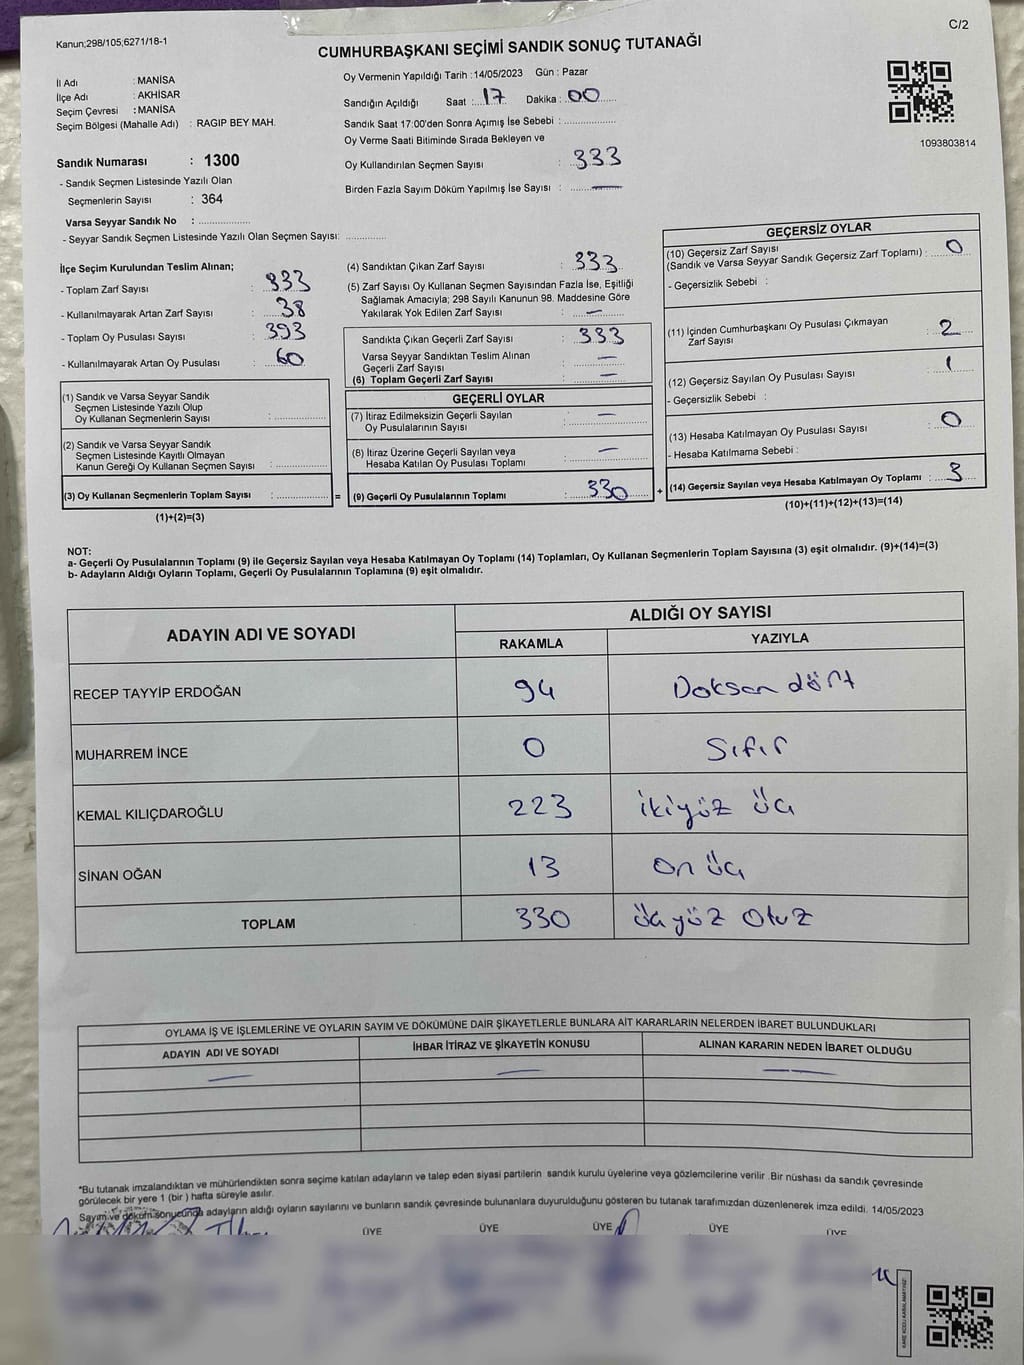 Kanun;298/105;6271/18-1
C/2
CUMHURBAŞKANI SEÇİMİ SANDIK SONUÇ TUTANAĞI
İl Adı : MANİSA
İlçe Adı : AKHİSAR
Seçim Çevresi : MANİSA
Seçim Bölgesi (Mahalle Adı) : RAGIP BEY MAH.
Sandık Numarası : 1300
- Sandık Seçmen Listesinde Yazılı Olan
Seçmenlerin Sayısı : 364
Varsa Seyyar Sandık No : ....................
- Seyyar Sandık Seçmen Listesinde Yazılı Olan Seçmen Sayısı: ...............
Oy Vermenin Yapıldığı Tarih :14/05/2023 Gün : Pazar
Sandığın Açıldığı Saat : 17 Dakika : 00
Sandık Saat 17:00'den Sonra Açımış İse Sebebi : ....................
Oy Verme Saati Bitiminde Sırada Bekleyen ve
Oy Kullandırılan Seçmen Sayısı : 333
Birden Fazla Sayım Döküm Yapılmış İse Sayısı : —
1093803814
İlçe Seçim Kurulundan Teslim Alınan;
- Toplam Zarf Sayısı : 333
- Kullanılmayarak Artan Zarf Sayısı : 38
- Toplam Oy Pusulası Sayısı : 393
- Kullanılmayarak Artan Oy Pusulası : 60
(1) Sandık ve Varsa Seyyar Sandık
Seçmen Listesinde Yazılı Olup
Oy Kullanan Seçmenlerin Sayısı : ....................
(2) Sandık ve Varsa Seyyar Sandık
Seçmen Listesinde Kayıtlı Olmayan
Kanun Gereği Oy Kullanan Seçmen Sayısı : ....................
(3) Oy Kullanan Seçmenlerin Toplam Sayısı : .................... =
(1)+(2)=(3)
(4) Sandıktan Çıkan Zarf Sayısı : 333
(5) Zarf Sayısı Oy Kullanan Seçmen Sayısından Fazla İse, Eşitliği
Sağlamak Amacıyla; 298 Sayılı Kanunun 98. Maddesine Göre
Yakılarak Yok Edilen Zarf Sayısı : —
Sandıkta Çıkan Geçerli Zarf Sayısı : 333
Varsa Seyyar Sandıktan Teslim Alınan
Geçerli Zarf Sayısı : —
(6) Toplam Geçerli Zarf Sayısı : —
GEÇERLİ OYLAR
(7) İtiraz Edilmeksizin Geçerli Sayılan
Oy Pusulalarının Sayısı : —
(8) İtiraz Üzerine Geçerli Sayılan veya
Hesaba Katılan Oy Pusulası Toplamı : —
(9) Geçerli Oy Pusulalarının Toplamı : 330 +
GEÇERSİZ OYLAR
(10) Geçersiz Zarf Sayısı
(Sandık ve Varsa Seyyar Sandık Geçersiz Zarf Toplamı) : 0
- Geçersizlik Sebebi :
(11) İçinden Cumhurbaşkanı Oy Pusulası Çıkmayan
Zarf Sayısı : 2
(12) Geçersiz Sayılan Oy Pusulası Sayısı : 1
- Geçersizlik Sebebi :
(13) Hesaba Katılmayan Oy Pusulası Sayısı : 0
- Hesaba Katılmama Sebebi :
(14) Geçersiz Sayılan veya Hesaba Katılmayan Oy Toplamı : 3
(10)+(11)+(12)+(13)=(14)
NOT:
a- Geçerli Oy Pusulalarının Toplamı (9) ile Geçersiz Sayılan veya Hesaba Katılmayan Oy Toplamı (14) Toplamları, Oy Kullanan Seçmenlerin Toplam Sayısına (3) eşit olmalıdır. (9)+(14)=(3)
b- Adayların Aldığı Oyların Toplamı, Geçerli Oy Pusulalarının Toplamına (9) eşit olmalıdır.
ADAYIN ADI VE SOYADI ALDIĞI OY SAYISI
RAKAMLA YAZIYLA
RECEP TAYYİP ERDOĞAN 94 Doksan dört
MUHARREM İNCE 0 Sıfır
KEMAL KILIÇDAROĞLU 223 ikiyüz üç
SİNAN OĞAN 13 on üç
TOPLAM 330 üçyüz otuz
OYLAMA İŞ VE İŞLEMLERİNE VE OYLARIN SAYIM VE DÖKÜMÜNE DAİR ŞİKAYETLERLE BUNLARA AİT KARARLARIN NELERDEN İBARET BULUNDUKLARI
ADAYIN ADI VE SOYADI İHBAR İTİRAZ VE ŞİKAYETİN KONUSU ALINAN KARARIN NEDEN İBARET OLDUĞU
— — — —
*Bu tutanak imzalandıktan ve mühürlendikten sonra seçime katılan adayların ve talep eden siyasi partilerin sandık kurulu üyelerine veya gözlemcilerine verilir .Bir nüshası da sandık çevresinde
görülecek bir yere 1 (bir ) hafta süreyle asılır.
Sayım ve döküm sonucunda adayların aldığı oyların sayılarını ve bunların sandık çevresinde bulunanlara duyurulduğunu gösteren bu tutanak tarafımızdan düzenlenerek imza edildi. 14/05/2023
ÜYE ÜYE ÜYE ÜYE ÜYE